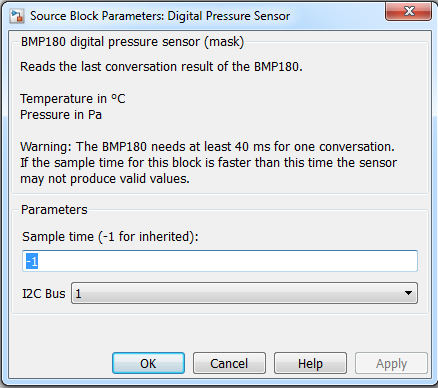 Source Block Parameters: Digital Pressure Sensor
BMP180 digital pressure sensor (mask)
Reads the last conversation result of the BMP180.
Temperature in °C
Pressure in Pa
Warning: The BMP180 needs at least 40 ms for one conversation.
If the sample time for this block is faster than this time the sensor
may not produce valid values.
Parameters
Sample time (-1 for inherited):
-1
I2C Bus 1
OK Cancel Help Apply